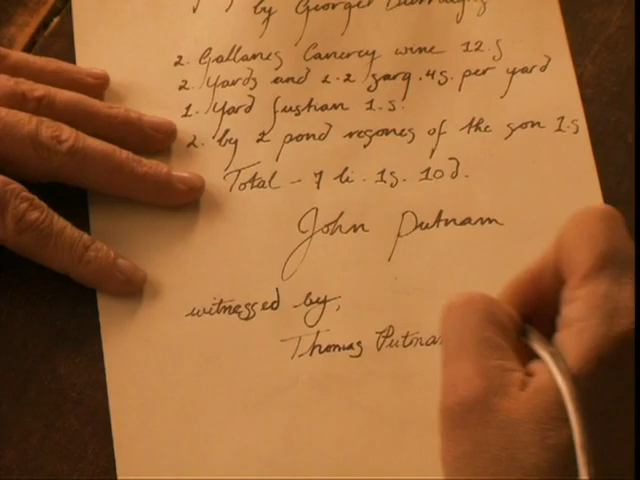 by Georges Burroughs
2. Gallanes Canercy wine 12.s
2. Yards and 2.2 sarq. 4s. per yard
1. Yard fustian 1.s.
2. by 2 pond regones of the son 1.s
Total - 7 li. 1s. 10d.
John Putnam
witnessed by,
Thomas Putnam